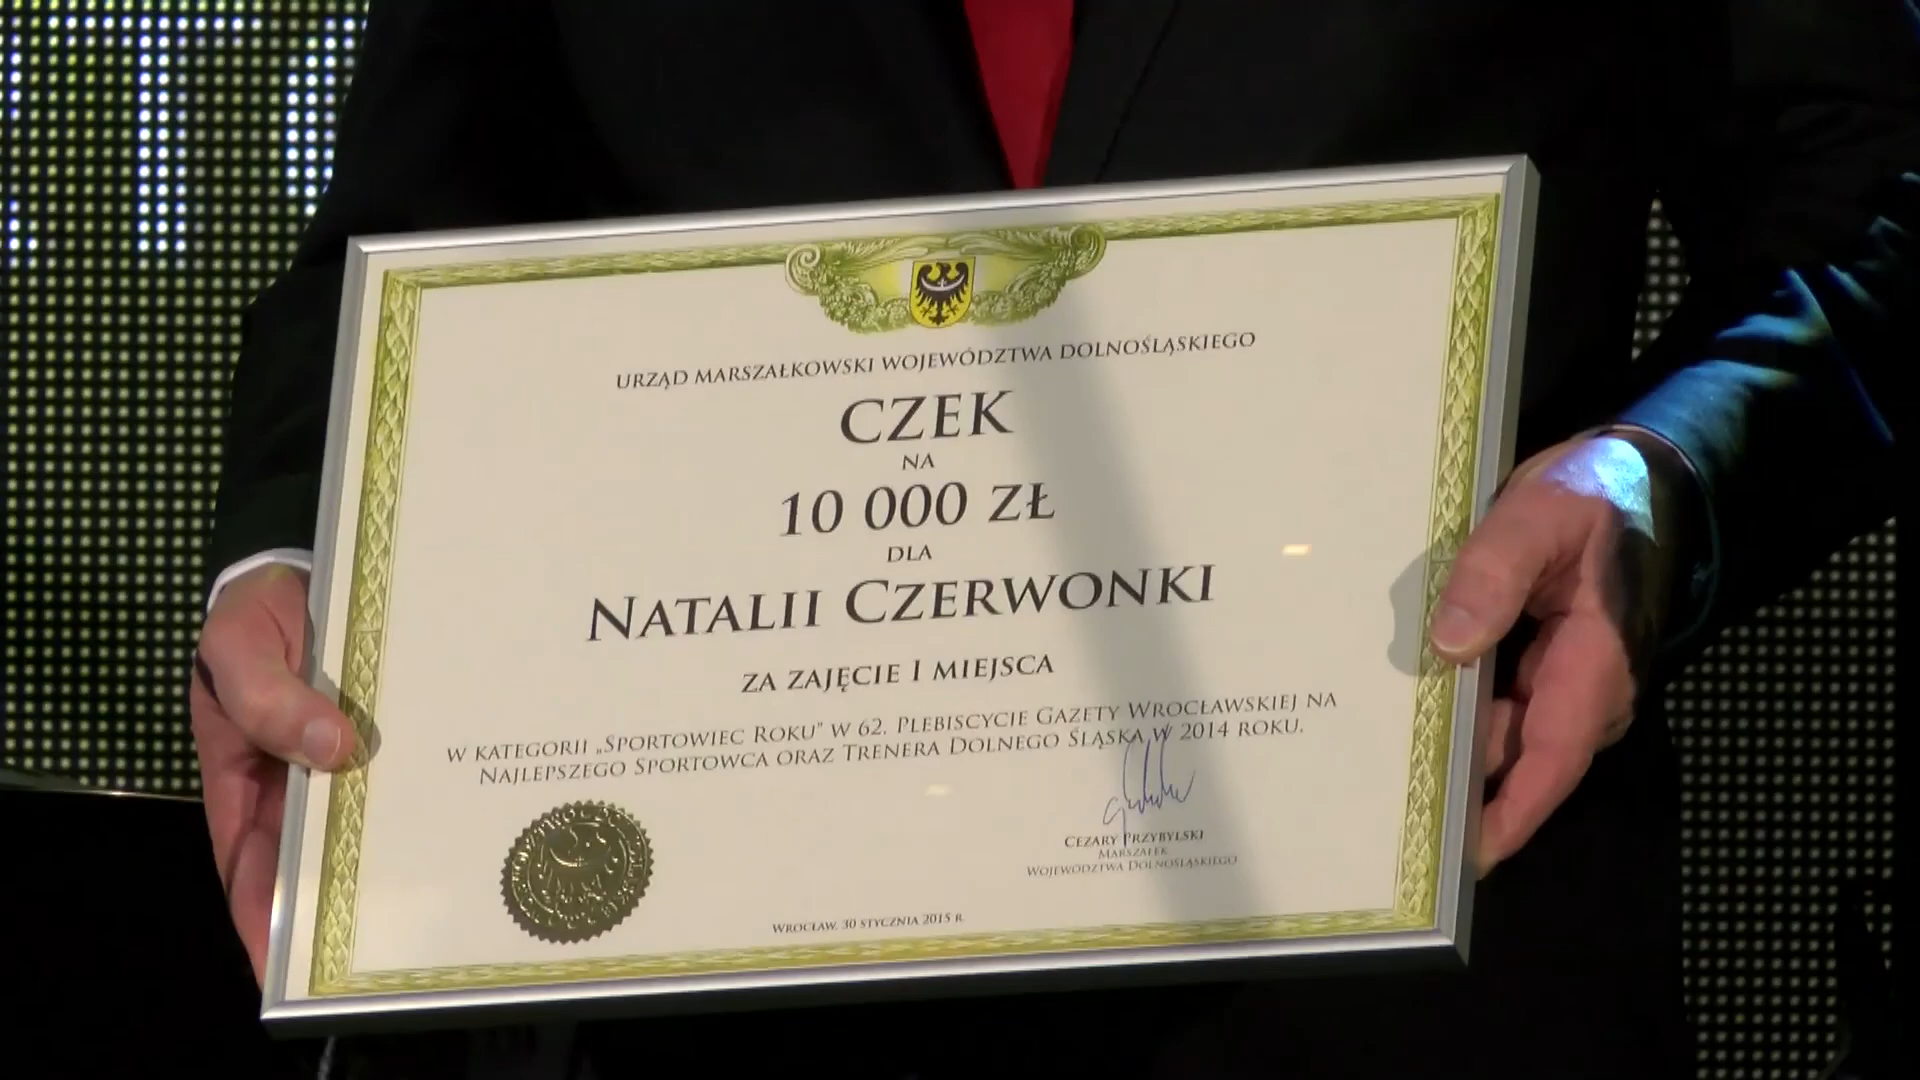 URZĄD MARSZAŁKOWSKI WOJEWÓDZTWA DOLNOŚLĄSKIEGO
CZEK
NA
10 000 ZŁ
DLA
NATALII CZERWONKI
ZA ZAJĘCIE I MIEJSCA
W KATEGORII „SPORTOWIEC ROKU” W 62. PLEBISCYCIE GAZETY WROCŁAWSKIEJ NA
NAJLEPSZEGO SPORTOWCA ORAZ TRENERA DOLNEGO ŚLĄSKA W 2014 ROKU.
CEZARY PRZYBYLSKI
MARSZAŁEK
WOJEWÓDZTWA DOLNOŚLĄSKIEGO
WROCŁAW, 30 STYCZNIA 2015 R.